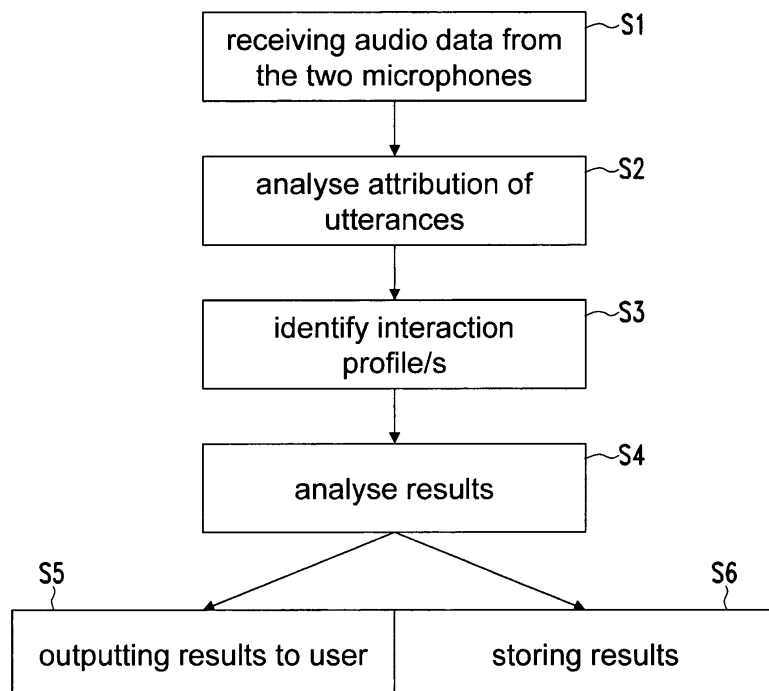 receiving audio data from
the two microphones
S1
analyse attribution of
utterances
S2
identify interaction
profile/s
S3
analyse results
S4
S5
S6
outputting results to user
storing results